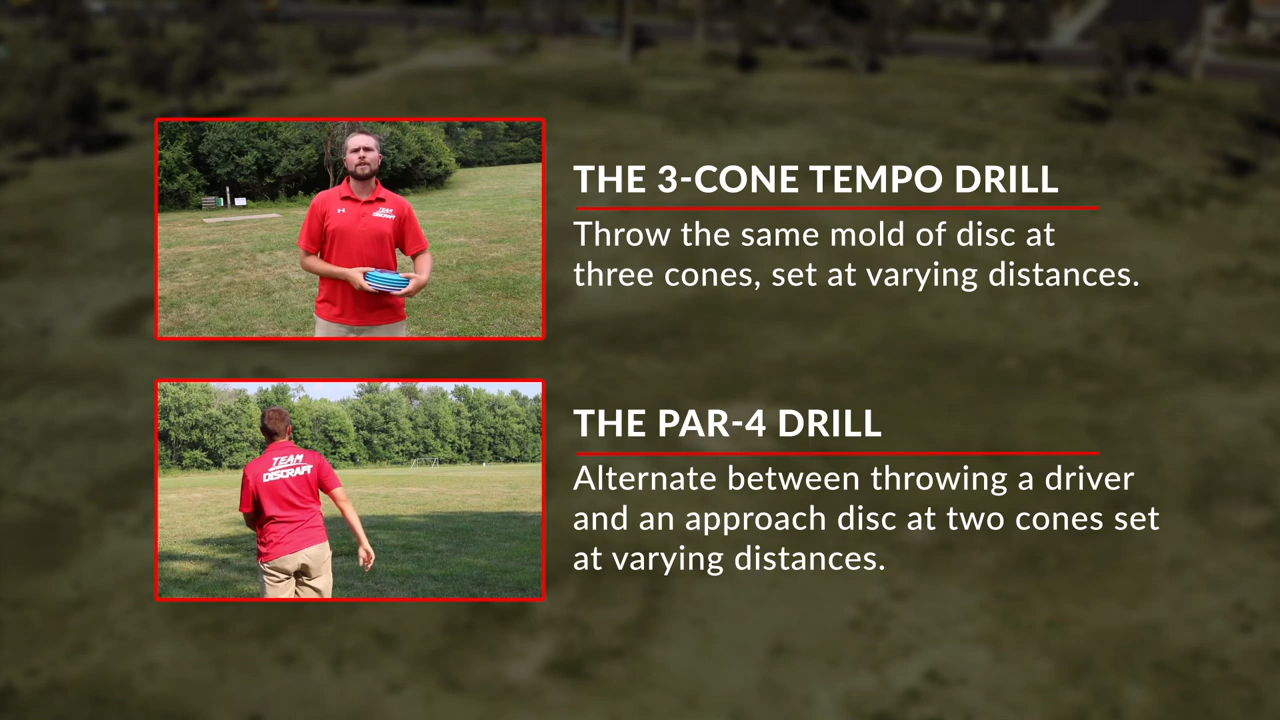 TEAM
DISCRAFT
THE 3-CONE TEMPO DRILL
Throw the same mold of disc at
three cones, set at varying distances.
TEAM
DISCRAFT
THE PAR-4 DRILL
Alternate between throwing a driver
and an approach disc at two cones set
at varying distances.